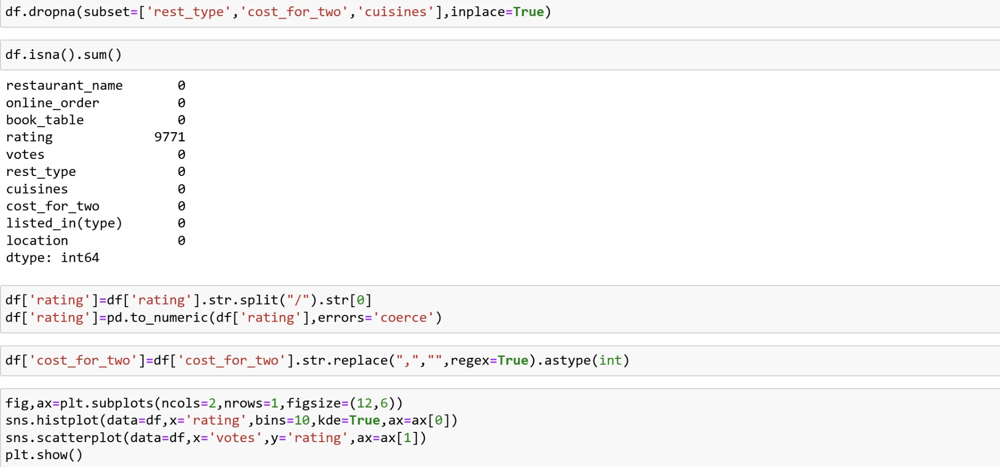 df.dropna(subset=['rest_type','cost_for_two','cuisines'],inplace=True)
df.isna().sum()
restaurant_name 0
online_order 0
book_table 0
rating 9771
votes 0
rest_type 0
cuisines 0
cost_for_two 0
listed_in(type) 0
location 0
dtype: int64
df['rating']=df['rating'].str.split("/").str[0]
df['rating']=pd.to_numeric(df['rating'],errors='coerce')
df['cost_for_two']=df['cost_for_two'].str.replace(",","",regex=True).astype(int)
fig,ax=plt.subplots(ncols=2,nrows=1,figsize=(12,6))
sns.histplot(data=df,x='rating',bins=10,kde=True,ax=ax[0])
sns.scatterplot(data=df,x='votes',y='rating',ax=ax[1])
plt.show()